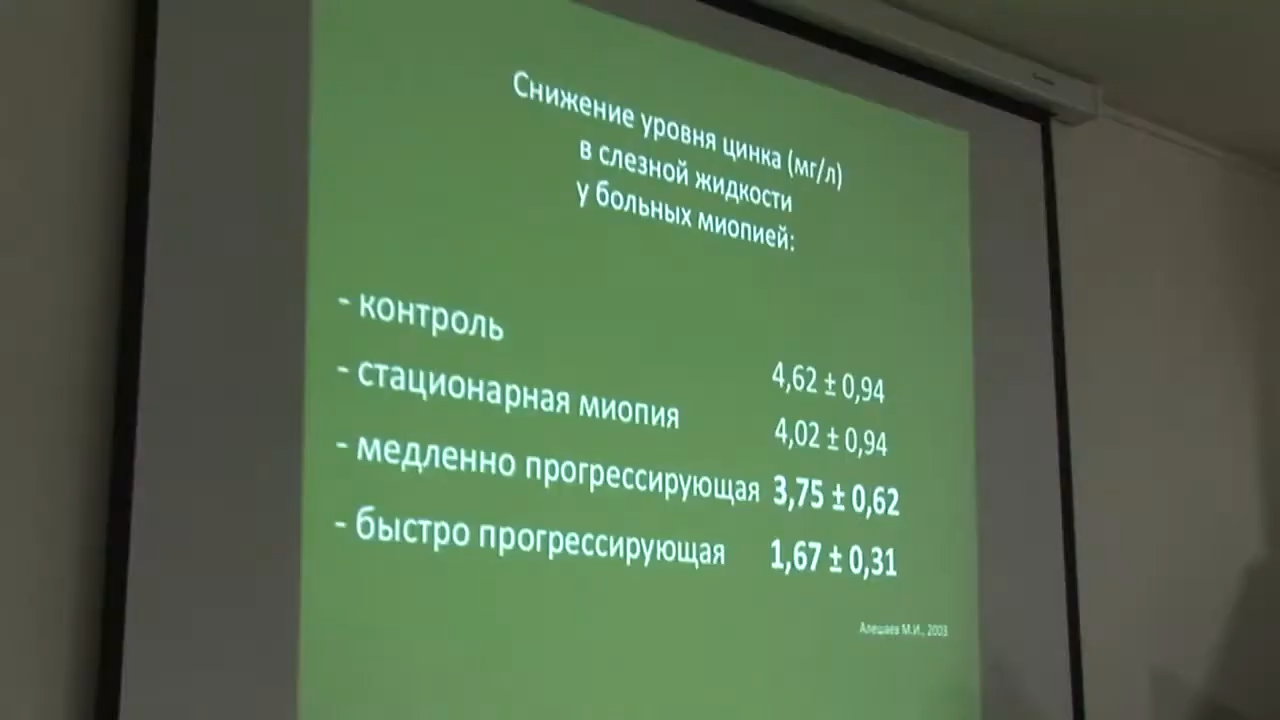 Снижение уровня цинка (мг/л)
в слезной жидкости
у больных миопией:
- контроль 4,62 ± 0,94
- стационарная миопия 4,02 ± 0,94
- медленно прогрессирующая 3,75 ± 0,62
- быстро прогрессирующая 1,67 ± 0,31
Алешаев М.И., 2003